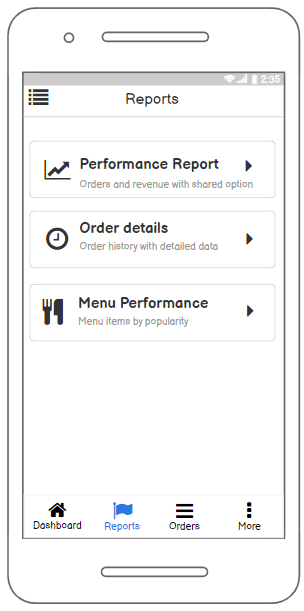 2:35
Reports
Performance Report
Orders and revenue with shared option
Order details
Order history with detailed data
Menu Performance
Menu items by popularity
Dashboard
Reports
Orders
More